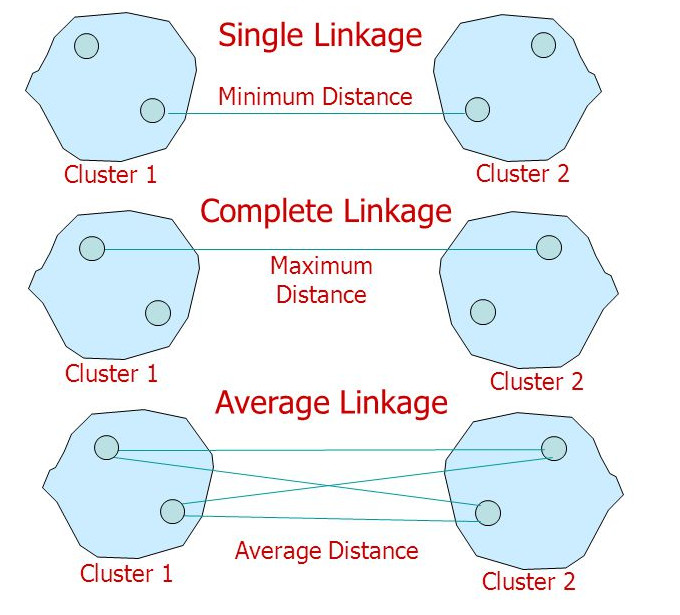 Single Linkage
Minimum Distance
Cluster 1
Cluster 2
Complete Linkage
Maximum
Distance
Cluster 1
Cluster 2
Average Linkage
Average Distance
Cluster 1
Cluster 2